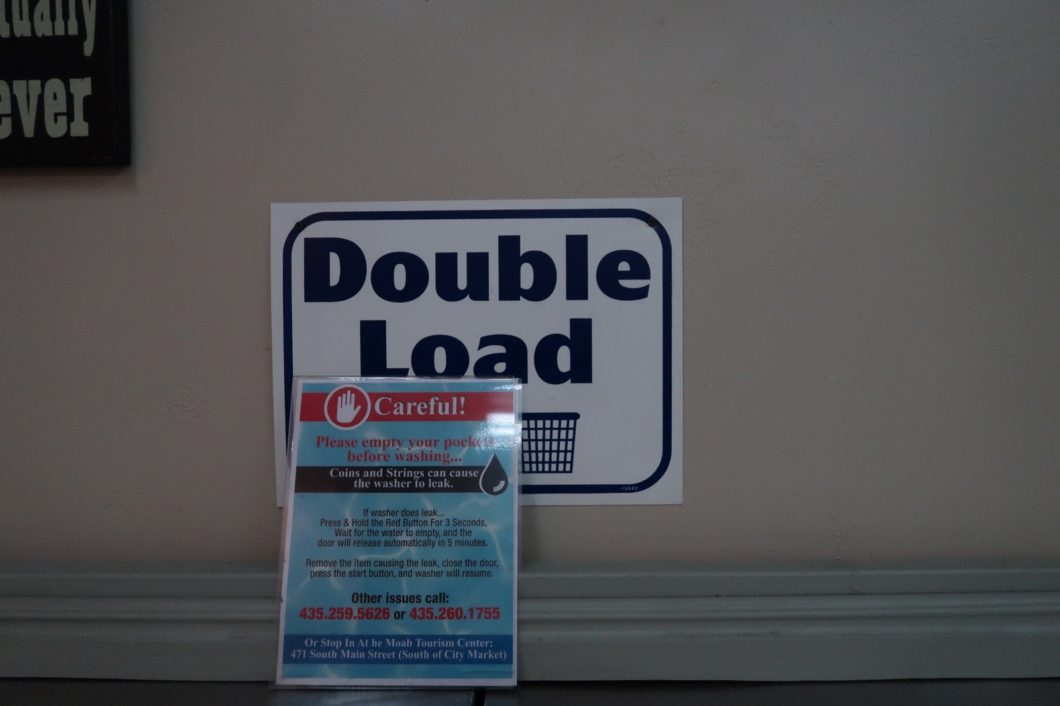 ever
Double
Load
Careful!
Please empty your pockets
before washing...
Coins and Strings can cause
the washer to leak.
If washer does leak...
Press & Hold the Red Button For 3 Seconds,
Wait for the water to empty, and the
door will release automatically in 5 minutes.
Remove the item causing the leak, close the door,
press the start button, and washer will resume.
Other issues call:
435.259.5626 or 435.260.1755
Or Stop In At he Moab Tourism Center:
471 South Main Street (South of City Market)